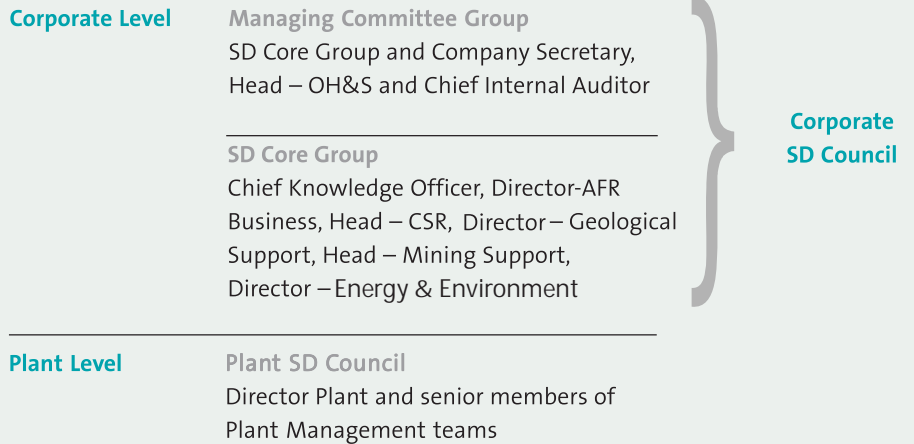 Corporate Level
Managing Committee Group
SD Core Group and Company Secretary,
Head – OH&S and Chief Internal Auditor
SD Core Group
Chief Knowledge Officer, Director-AFR
Business, Head – CSR, Director – Geological
Support, Head – Mining Support,
Director – Energy & Environment
Corporate
SD Council
Plant Level
Plant SD Council
Director Plant and senior members of
Plant Management teams